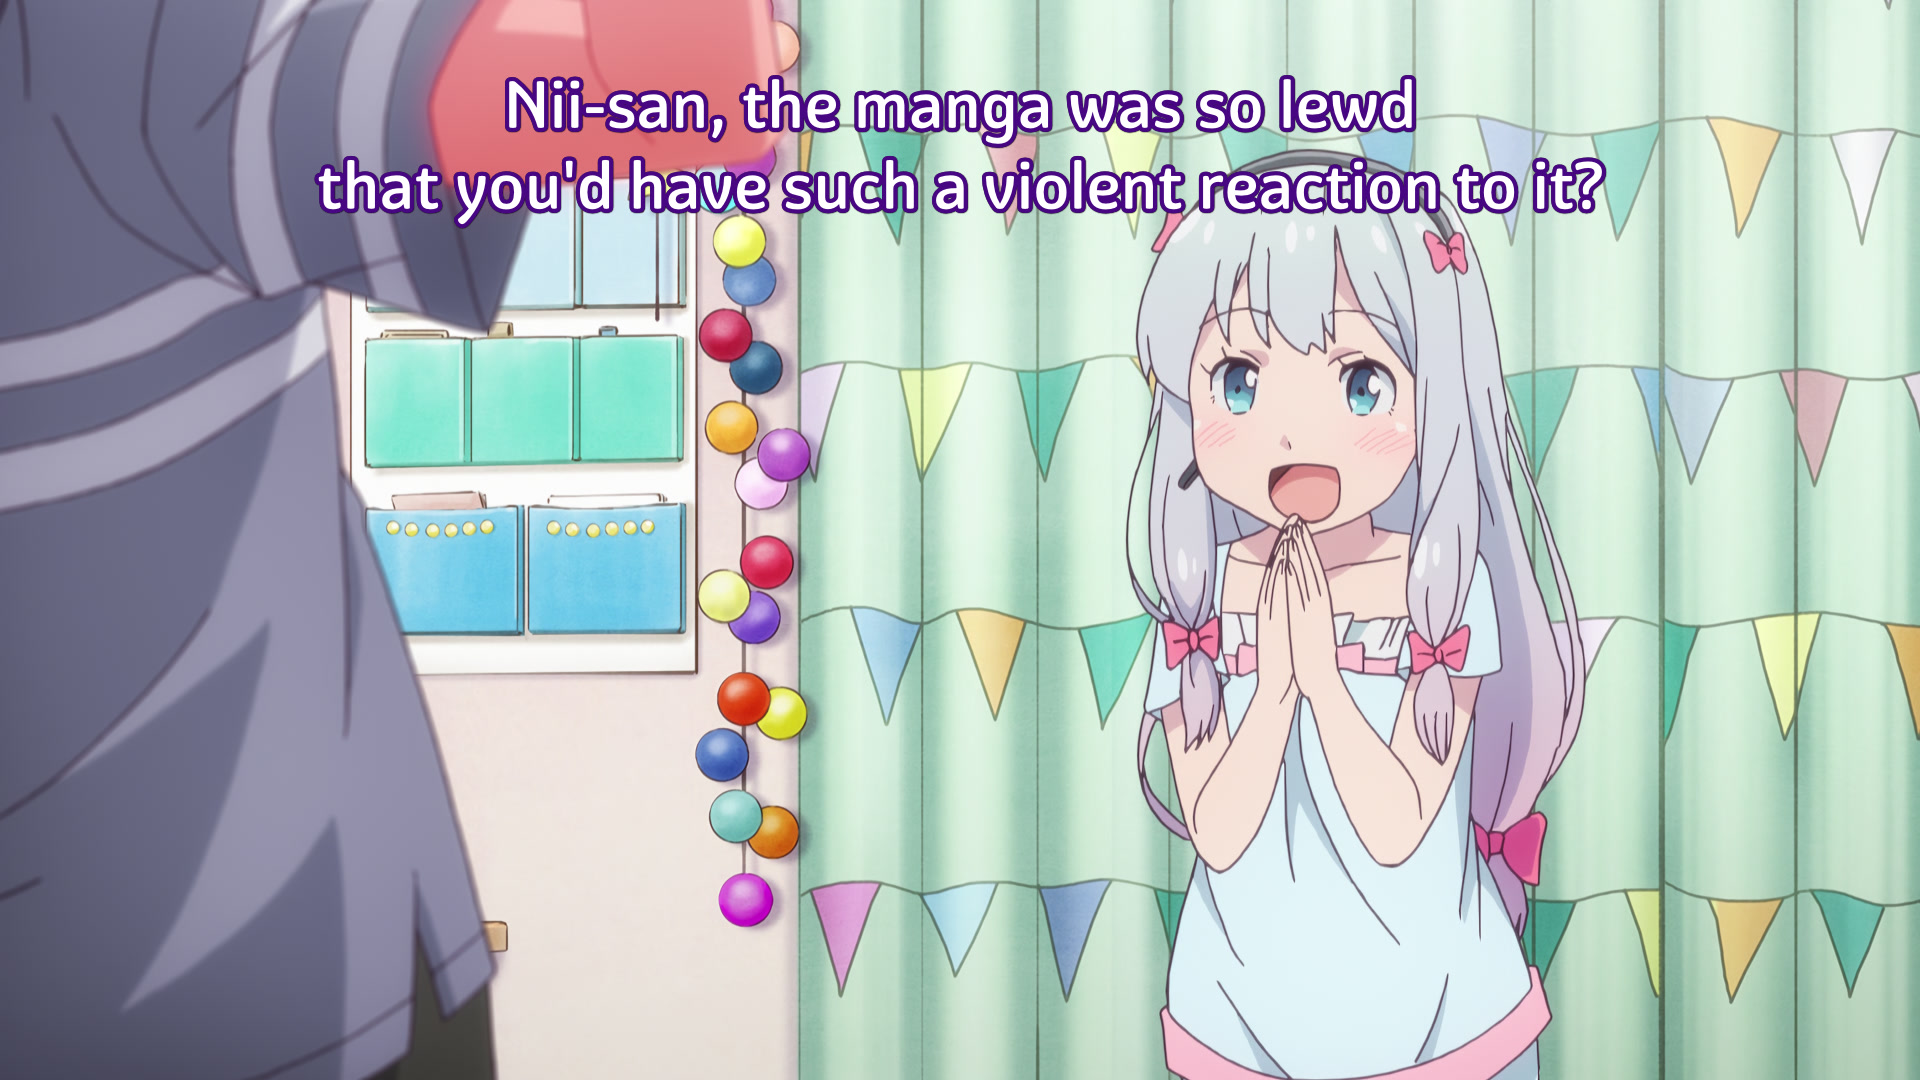 Nii-san, the manga was so lewd
that you'd have such a violent reaction to it?